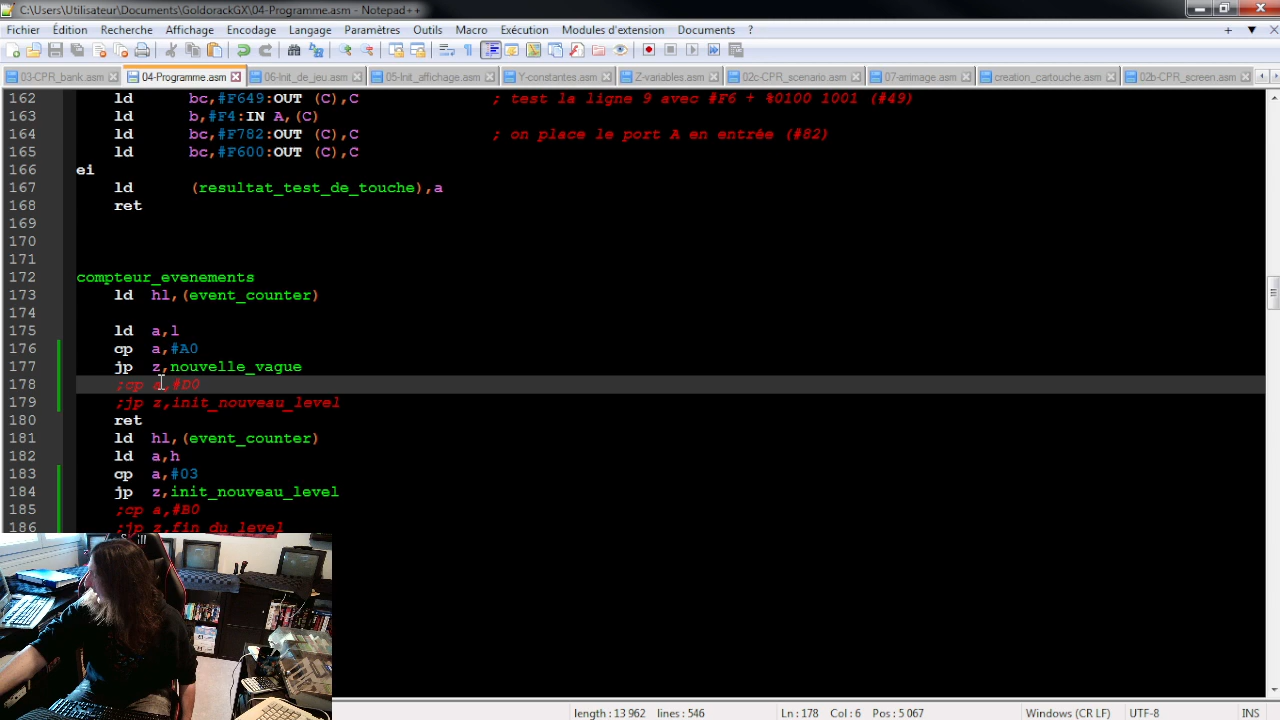 C:\Users\Utilisateur\Documents\GoldorackGX\04-Programme.asm - Notepad++
Fichier Édition Recherche Affichage Encodage Langage Paramètres Outils Macro Exécution Modules d'extension Documents ?
03-CPR_bank.asm 04-Programme.asm 06-Init_de_jeu.asm 05-Init_affichage.asm Y-constantes.asm Z-variables.asm 02c-CPR_scenario.asm 07-animage.asm creation_cartouche.asm
162 ld bc,#F649:OUT (C),C ; test la ligne 9 avec #F6 + %0100 1001 (#49)
163 ld b,#F4:IN A,(C)
164 ld bc,#F782:OUT (C),C ; on place le port A en entrée (#82)
165 ld bc,#F600:OUT (C),C
166 ei
167 ld (resultat_test_de_touche),a
168 ret
169
170
171
172 compteur_evenements
173 ld hl,(event_counter)
174
175 ld a,l
176 cp a,#A0
177 jp z,nouvelle_vague
178 ;cp a,#D0
179 ;jp z,init_nouveau_level
180 ret
181 ld hl,(event_counter)
182 ld a,h
183 cp a,#03
184 jp z,init_nouveau_level
185 ;cp a,#B0
186 ;jp z,fin_du_level
length : 13 962 lines : 546 Ln : 178 Col : 6 Pos : 5 067 Windows (CR LF) UTF-8 INS